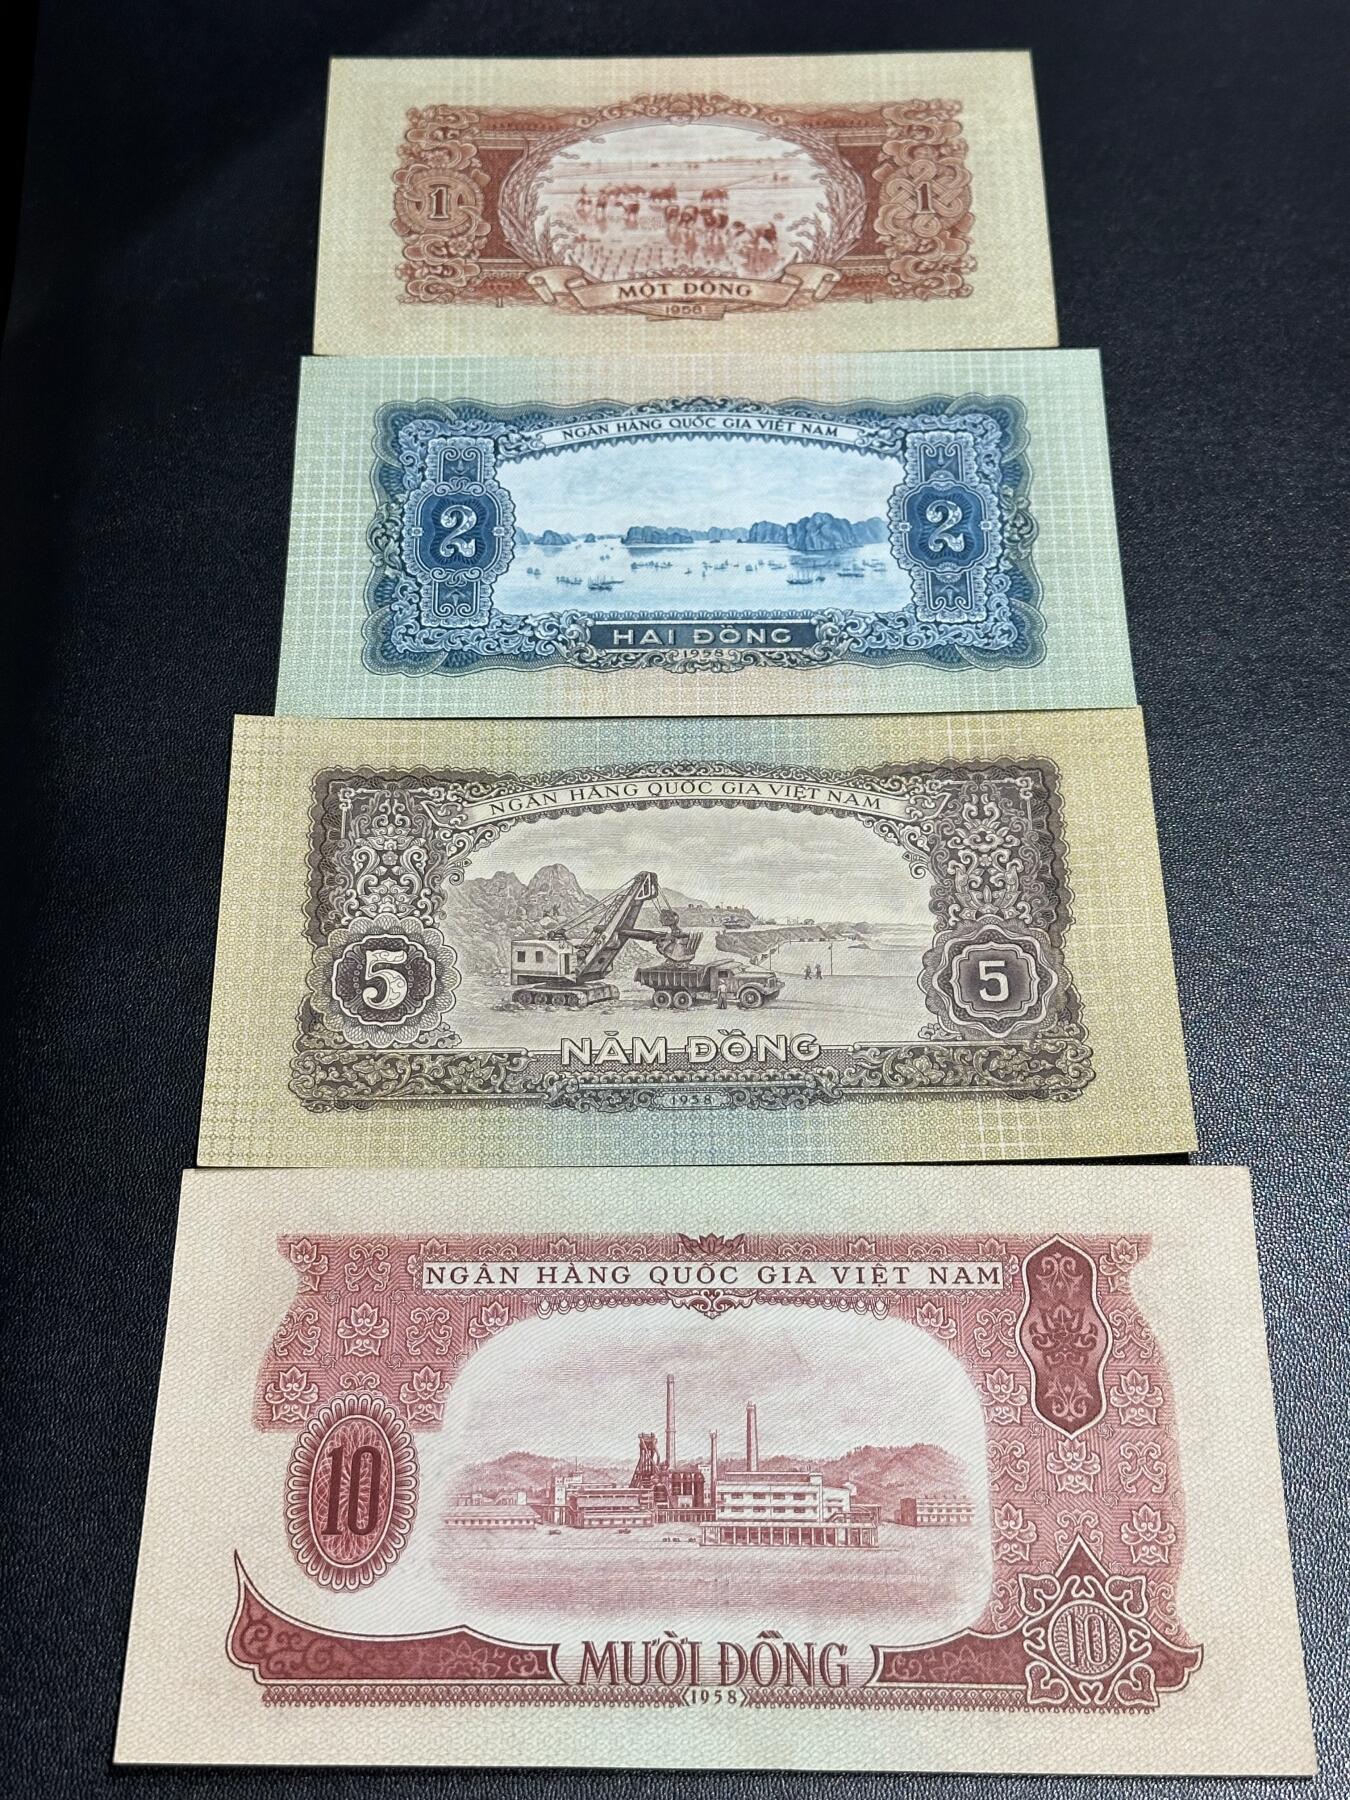 1 1
MỘT ĐỒNG
1958
NGÂN HÀNG QUỐC GIA VIỆT NAM
2 2
HAI ĐỒNG
1958
NGÂN HÀNG QUỐC GIA VIỆT NAM
5 5
NĂM ĐỒNG
1958
NGÂN HÀNG QUỐC GIA VIỆT NAM
10
10
MƯỜI ĐỒNG
1958